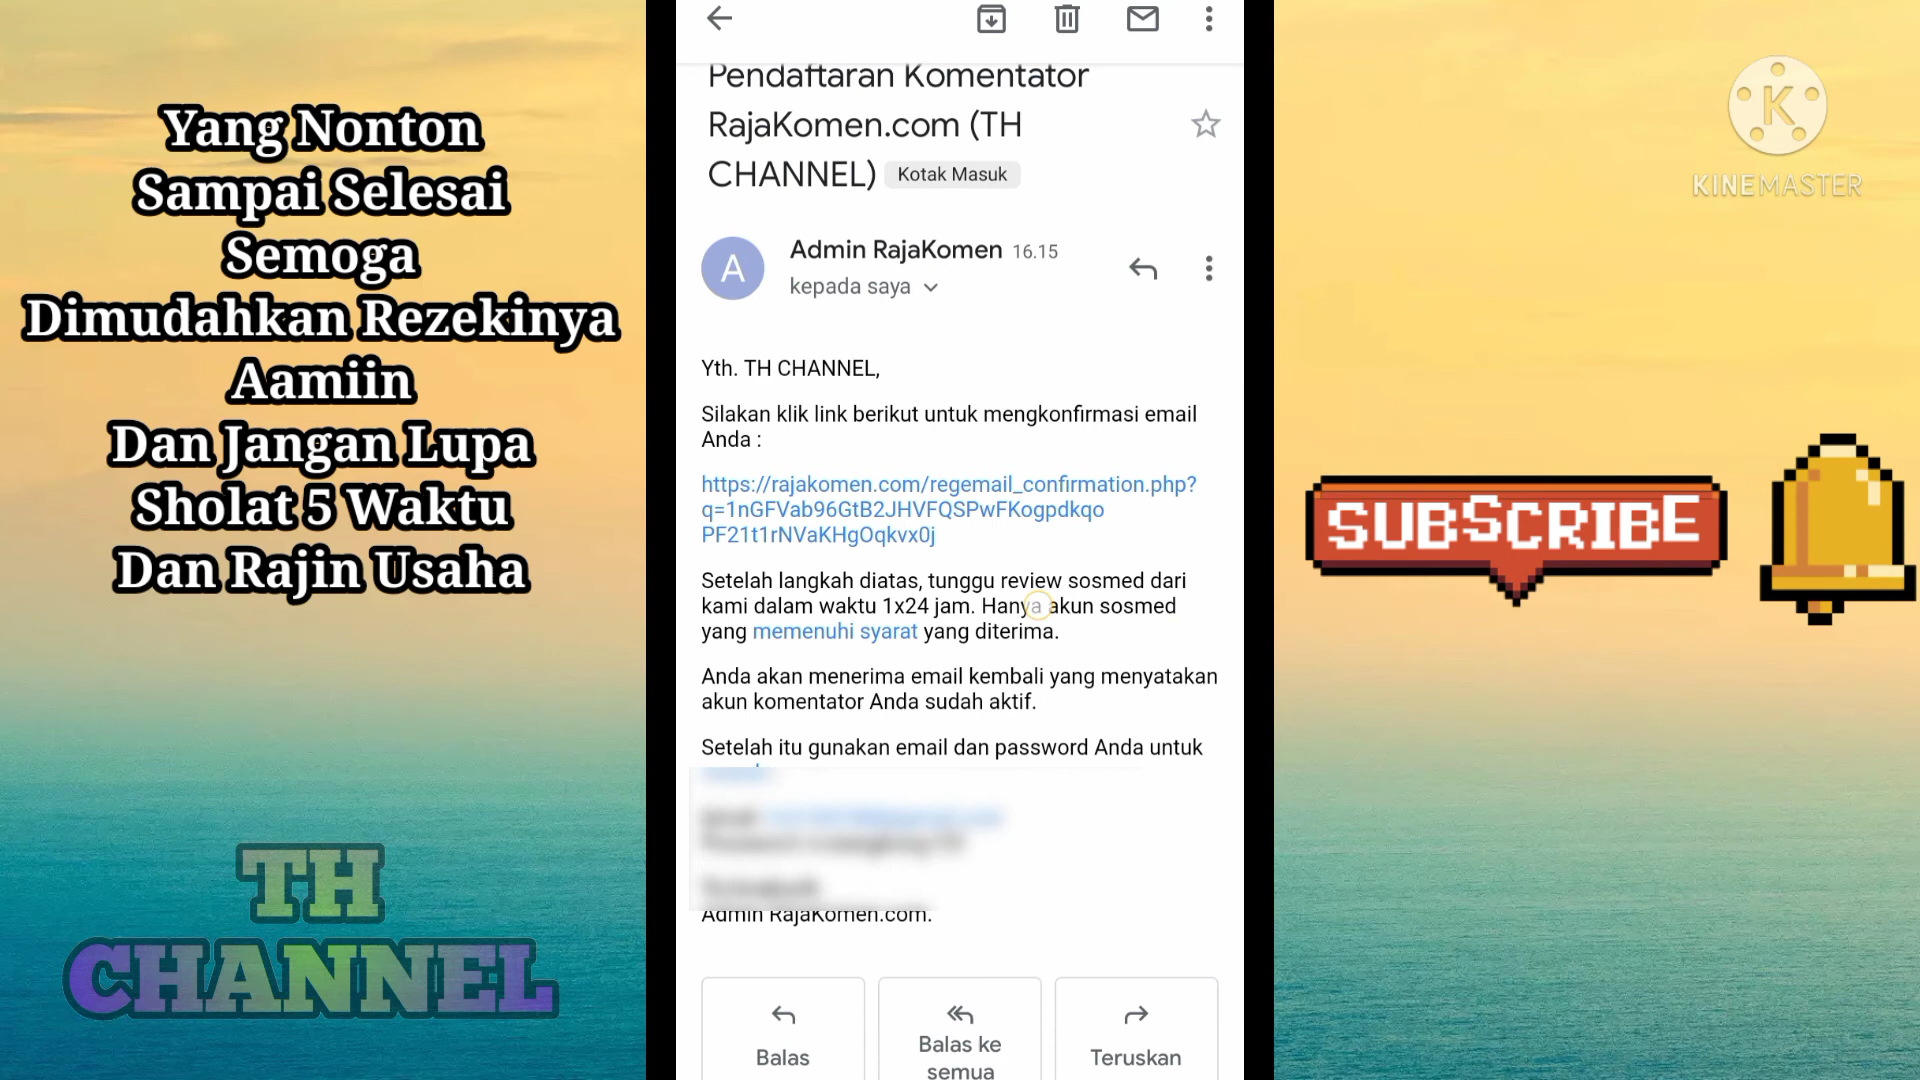 Yang Nonton
Sampai Selesai
Semoga
Dimudahkan Rezekinya
Aamiin
Dan Jangan Lupa
Sholat 5 Waktu
Dan Rajin Usaha
TH
CHANNEL
Pendaftaran Komentator
RajaKomen.com (TH
CHANNEL) Kotak Masuk
A
Admin RajaKomen 16.15
kepada saya
Yth. TH CHANNEL,
Silakan klik link berikut untuk mengkonfirmasi email
Anda :
https://rajakomen.com/regemail_confirmation.php?
q=1nGFVab96GtB2JHVFQSPwFKogpdkqo
PF21t1rNVaKHgOqkvx0j
Setelah langkah diatas, tunggu review sosmed dari
kami dalam waktu 1x24 jam. Hanya akun sosmed
yang memenuhi syarat yang diterima.
Anda akan menerima email kembali yang menyatakan
akun komentator Anda sudah aktif.
Setelah itu gunakan email dan password Anda untuk
Admin RajaKomen.com.
Balas
Balas ke
semua
Teruskan
K
KINEMASTER
SUBSCRIBE